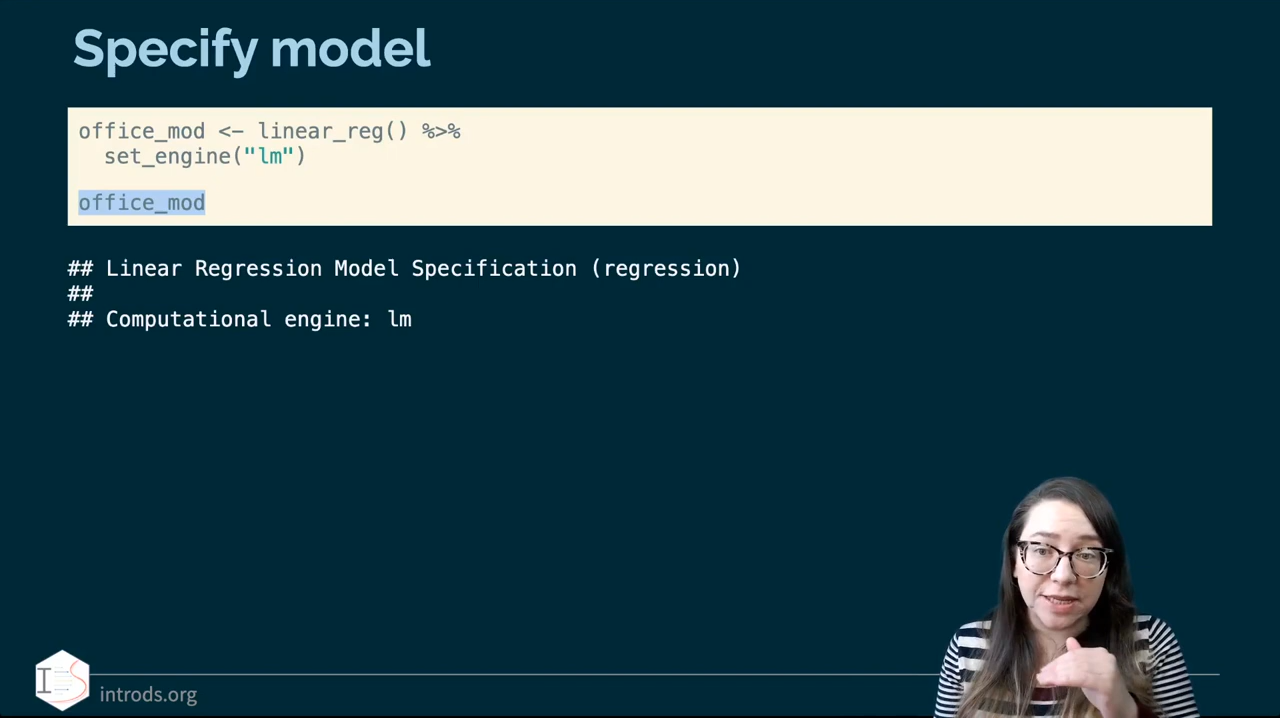 Specify model
office_mod <- linear_reg() %>%
  set_engine("lm")
office_mod
## Linear Regression Model Specification (regression)
##
## Computational engine: lm
introds.org